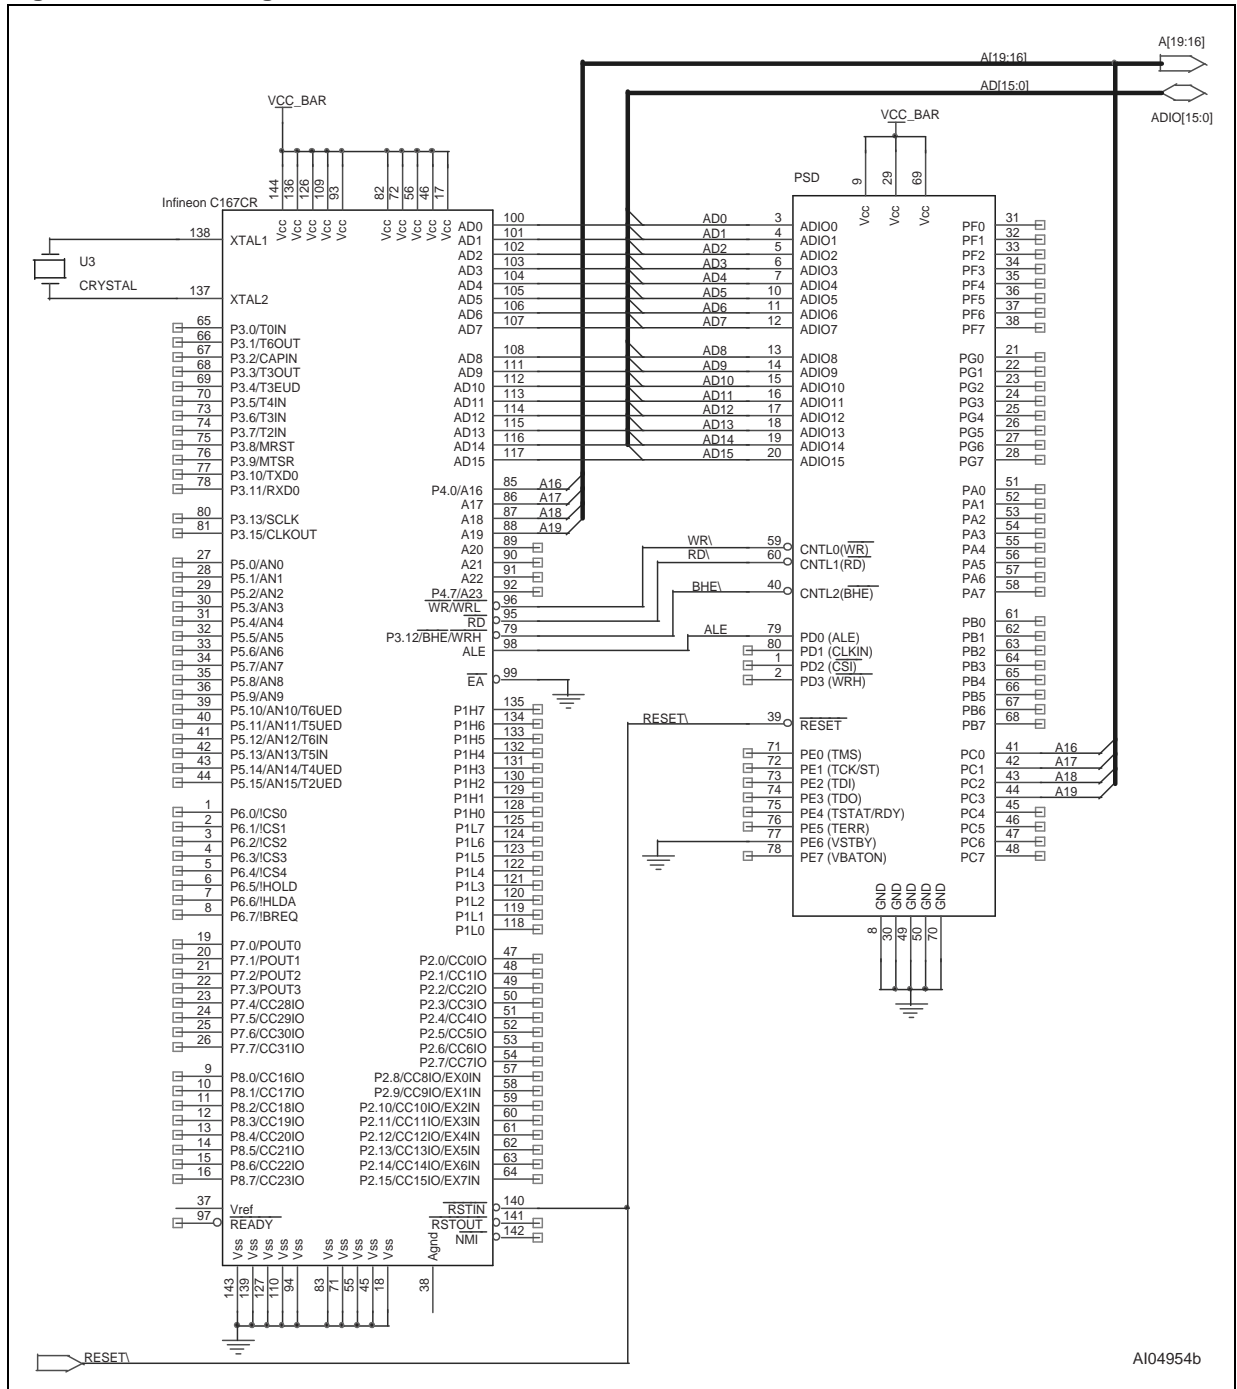 A[19:16]
A[19:16]
AD[15:0]
ADIO[15:0]
VCC_BAR
VCC_BAR
Infineon C167CR
144 136 126 109 93 82 72 56 46 17
Vcc Vcc Vcc Vcc Vcc Vcc Vcc Vcc Vcc Vcc
138 XTAL1
U3
CRYSTAL
137 XTAL2
65 P3.0/T0IN
66 P3.1/T6OUT
67 P3.2/CAPIN
68 P3.3/T3OUT
69 P3.4/T3EUD
70 P3.5/T4IN
73 P3.6/T3IN
74 P3.7/T2IN
75 P3.8/MRST
76 P3.9/MTSR
77 P3.10/TXD0
78 P3.11/RXD0
80 P3.13/SCLK
81 P3.15/CLKOUT
27 P5.0/AN0
28 P5.1/AN1
29 P5.2/AN2
30 P5.3/AN3
31 P5.4/AN4
32 P5.5/AN5
33 P5.6/AN6
34 P5.7/AN7
35 P5.8/AN8
36 P5.9/AN9
39 P5.10/AN10/T6UED
40 P5.11/AN11/T5UED
41 P5.12/AN12/T6IN
42 P5.13/AN13/T5IN
43 P5.14/AN14/T4UED
44 P5.15/AN15/T2UED
1 P6.0/!CS0
2 P6.1/!CS1
3 P6.2/!CS2
4 P6.3/!CS3
5 P6.4/!CS4
6 P6.5/!HOLD
7 P6.6/!HLDA
8 P6.7/!BREQ
19 P7.0/POUT0
20 P7.1/POUT1
21 P7.2/POUT2
22 P7.3/POUT3
23 P7.4/CC28IO
24 P7.5/CC29IO
25 P7.6/CC30IO
26 P7.7/CC31IO
9 P8.0/CC16IO
10 P8.1/CC17IO
11 P8.2/CC18IO
12 P8.3/CC19IO
13 P8.4/CC20IO
14 P8.5/CC21IO
15 P8.6/CC22IO
16 P8.7/CC23IO
37 Vref
97 READY
Vss Vss Vss Vss Vss Vss Vss Vss Vss Vss Agnd
143 139 127 110 94 83 71 55 45 18 38
AD0 100
AD1 101
AD2 102
AD3 103
AD4 104
AD5 105
AD6 106
AD7 107
AD8 108
AD9 111
AD10 112
AD11 113
AD12 114
AD13 115
AD14 116
AD15 117
P4.0/A16 85 A16
A17 86 A17
A18 87 A18
A19 88 A19
A20 89
A21 90
A22 91
P4.7/A23 92
WR/WRL 96
RD 95
P3.12/BHE/WRH 79
ALE 98
EA 99
P1H7 135
P1H6 134
P1H5 133
P1H4 132
P1H3 131
P1H2 130
P1H1 129
P1H0 128
P1L7 125
P1L6 124
P1L5 123
P1L4 122
P1L3 121
P1L2 120
P1L1 119
P1L0 118
P2.0/CC0IO 47
P2.1/CC1IO 48
P2.2/CC2IO 49
P2.3/CC3IO 50
P2.4/CC4IO 51
P2.5/CC5IO 52
P2.6/CC6IO 53
P2.7/CC7IO 54
P2.8/CC8IO/EX0IN 57
P2.9/CC9IO/EX1IN 58
P2.10/CC10IO/EX2IN 59
P2.11/CC11IO/EX3IN 60
P2.12/CC12IO/EX4IN 61
P2.13/CC13IO/EX5IN 62
P2.14/CC14IO/EX6IN 63
P2.15/CC15IO/EX7IN 64
RSTIN 140
RSTOUT 141
NMI 142
PSD
9 29 69
Vcc Vcc Vcc
AD0 3 ADIO0
AD1 4 ADIO1
AD2 5 ADIO2
AD3 6 ADIO3
AD4 7 ADIO4
AD5 10 ADIO5
AD6 11 ADIO6
AD7 12 ADIO7
AD8 13 ADIO8
AD9 14 ADIO9
AD10 15 ADIO10
AD11 16 ADIO11
AD12 17 ADIO12
AD13 18 ADIO13
AD14 19 ADIO14
AD15 20 ADIO15
WR\ 59 CNTL0(WR)
RD\ 60 CNTL1(RD)
BHE\ 40 CNTL2(BHE)
ALE 79 PD0 (ALE)
80 PD1 (CLKIN)
1 PD2 (CSI)
2 PD3 (WRH)
RESET\ 39 RESET
71 PE0 (TMS)
72 PE1 (TCK/ST)
73 PE2 (TDI)
74 PE3 (TDO)
75 PE4 (TSTAT/RDY)
76 PE5 (TERR)
77 PE6 (VSTBY)
78 PE7 (VBATON)
PF0 31
PF1 32
PF2 33
PF3 34
PF4 35
PF5 36
PF6 37
PF7 38
PG0 21
PG1 22
PG2 23
PG3 24
PG4 25
PG5 26
PG6 27
PG7 28
PA0 51
PA1 52
PA2 53
PA3 54
PA4 55
PA5 56
PA6 57
PA7 58
PB0 61
PB1 62
PB2 63
PB3 64
PB4 65
PB5 66
PB6 67
PB7 68
PC0 41 A16
PC1 42 A17
PC2 43 A18
PC3 44 A19
PC4 45
PC5 46
PC6 47
PC7 48
GND GND GND GND GND
8 30 49 50 70
RESET\
AI04954b